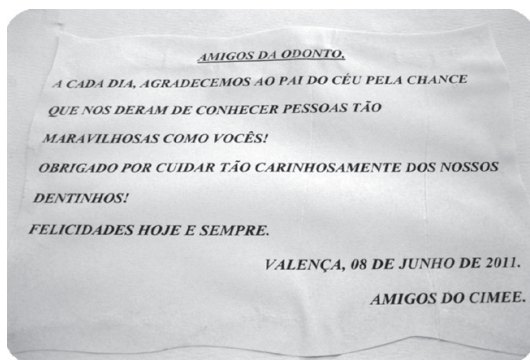 AMIGOS DA ODONTO,
A CADA DIA, AGRADECEMOS AO PAI DO CÉU PELA CHANCE
QUE NOS DERAM DE CONHECER PESSOAS TÃO
MARAVILHOSAS COMO VOCÊS!
OBRIGADO POR CUIDAR TÃO CARINHOSAMENTE DOS NOSSOS
DENTINHOS!
FELICIDADES HOJE E SEMPRE.
VALENÇA, 08 DE JUNHO DE 2011.
AMIGOS DO CIMEE.